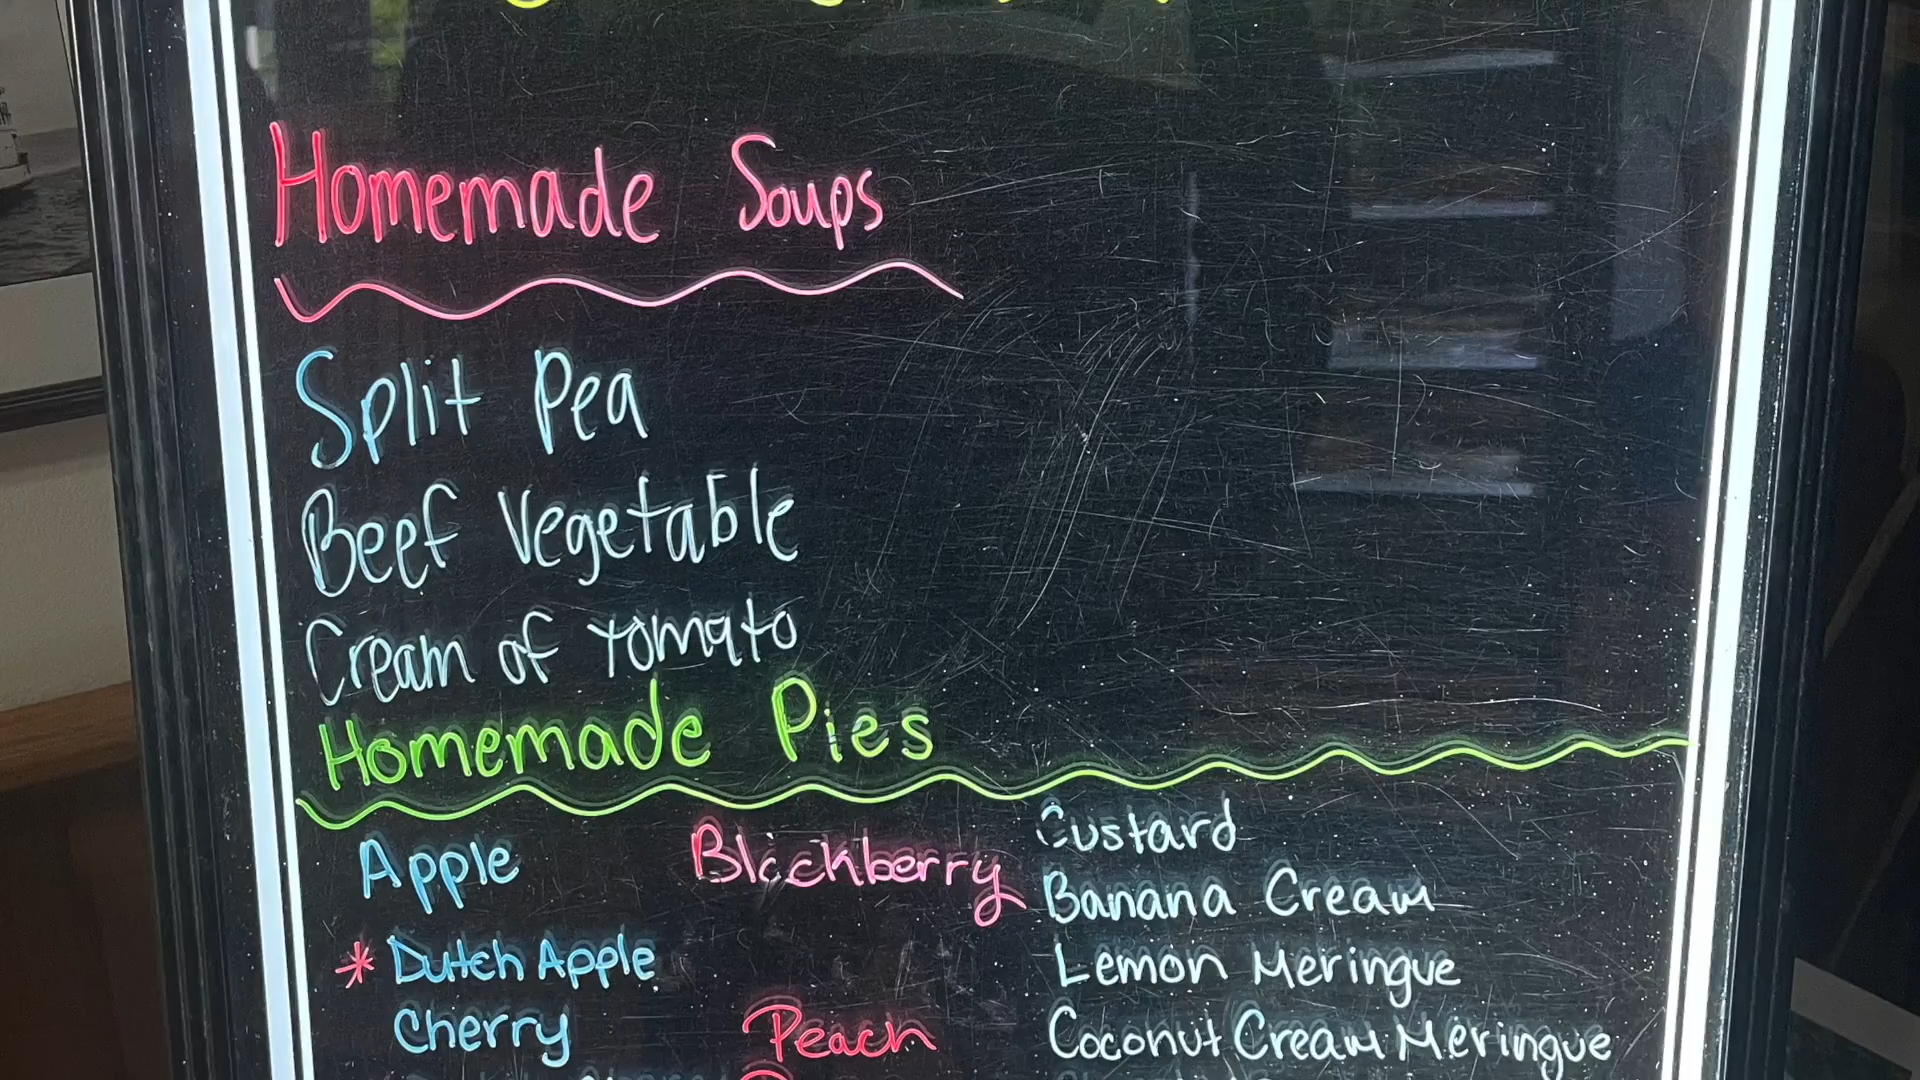 Homemade Soups
Split Pea
Beef Vegetable
Cream of Tomato
Homemade Pies
Apple
* Dutch Apple
Cherry
Blackberry
Peach
Custard
Banana Cream
Lemon Meringue
Coconut Cream Meringue